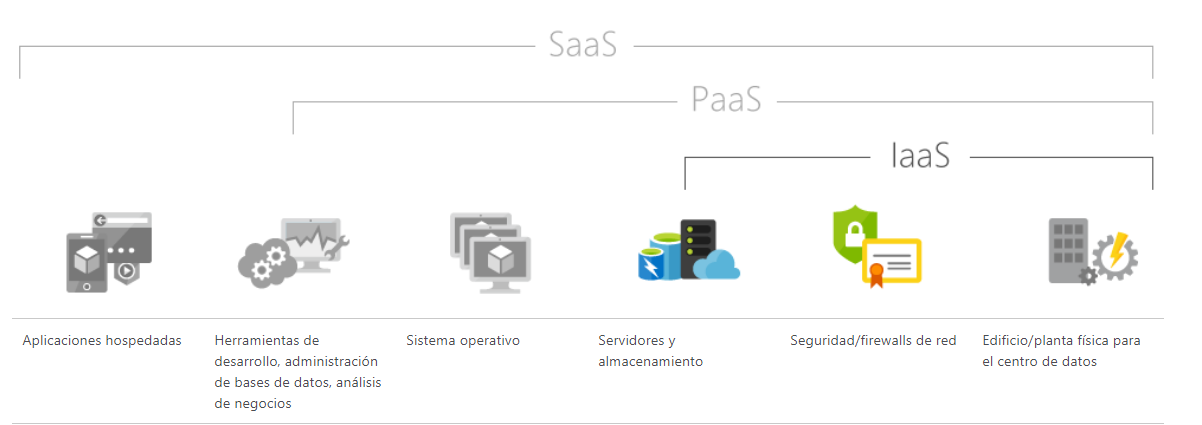 SaaS
PaaS
IaaS
Aplicaciones hospedadas
Herramientas de
desarrollo, administración
de bases de datos, análisis
de negocios
Sistema operativo
Servidores y
almacenamiento
Seguridad/firewalls de red
Edificio/planta física para
el centro de datos